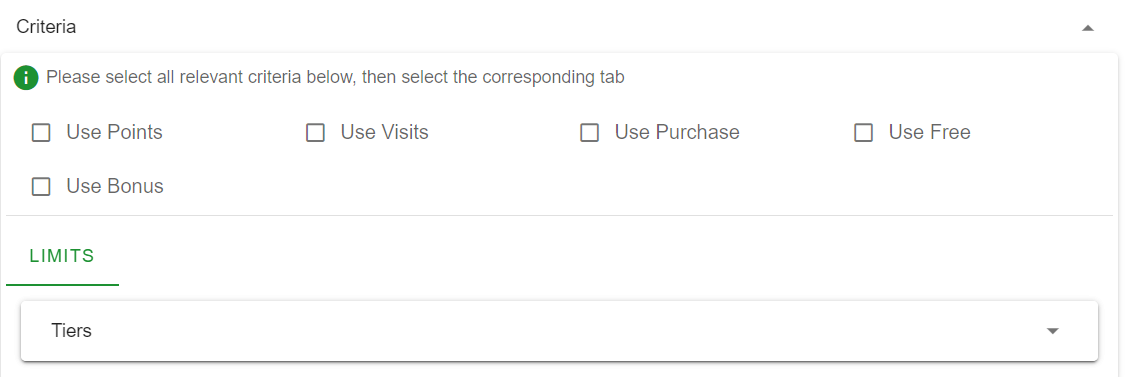 Criteria
Please select all relevant criteria below, then select the corresponding tab
Use Points Use Visits Use Purchase Use Free
Use Bonus
LIMITS
Tiers